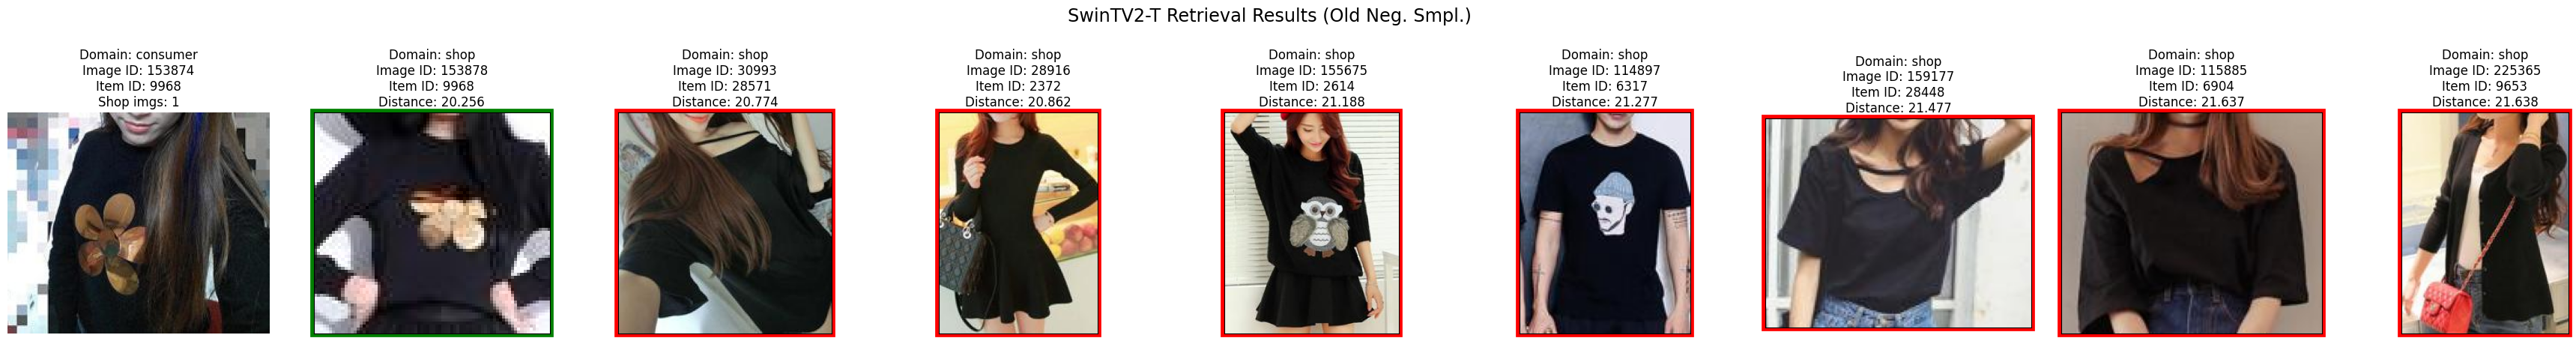 SwinTV2-T Retrieval Results (Old Neg. Smpl.)
Domain: consumer
Image ID: 153874
Item ID: 9968
Shop imgs: 1
Domain: shop
Image ID: 153878
Item ID: 9968
Distance: 20.256
Domain: shop
Image ID: 30993
Item ID: 28571
Distance: 20.774
Domain: shop
Image ID: 28916
Item ID: 2372
Distance: 20.862
Domain: shop
Image ID: 155675
Item ID: 2614
Distance: 21.188
Domain: shop
Image ID: 114897
Item ID: 6317
Distance: 21.277
Domain: shop
Image ID: 159177
Item ID: 28448
Distance: 21.477
Domain: shop
Image ID: 115885
Item ID: 6904
Distance: 21.637
Domain: shop
Image ID: 225365
Item ID: 9653
Distance: 21.638